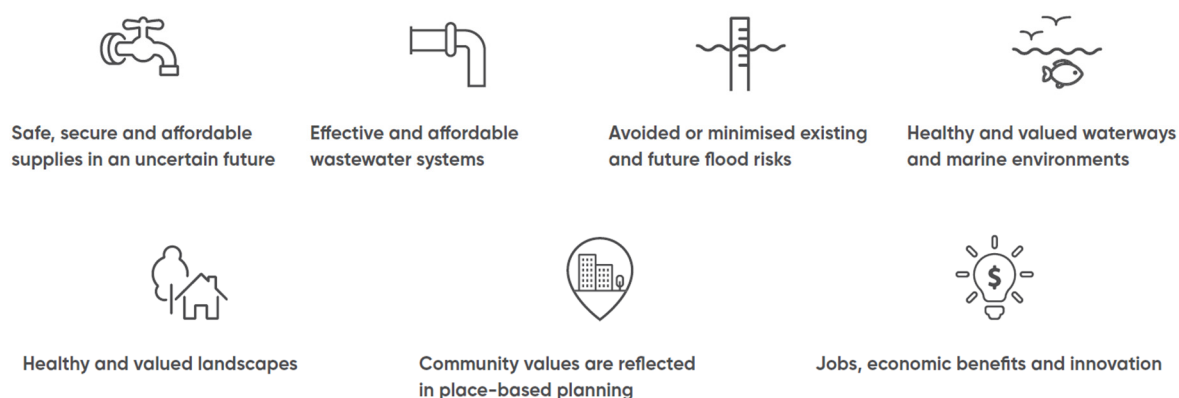 Safe, secure and affordable
supplies in an uncertain future
Effective and affordable
wastewater systems
Avoided or minimised existing
and future flood risks
Healthy and valued waterways
and marine environments
Healthy and valued landscapes
Community values are reflected
in place-based planning
$
Jobs, economic benefits and innovation